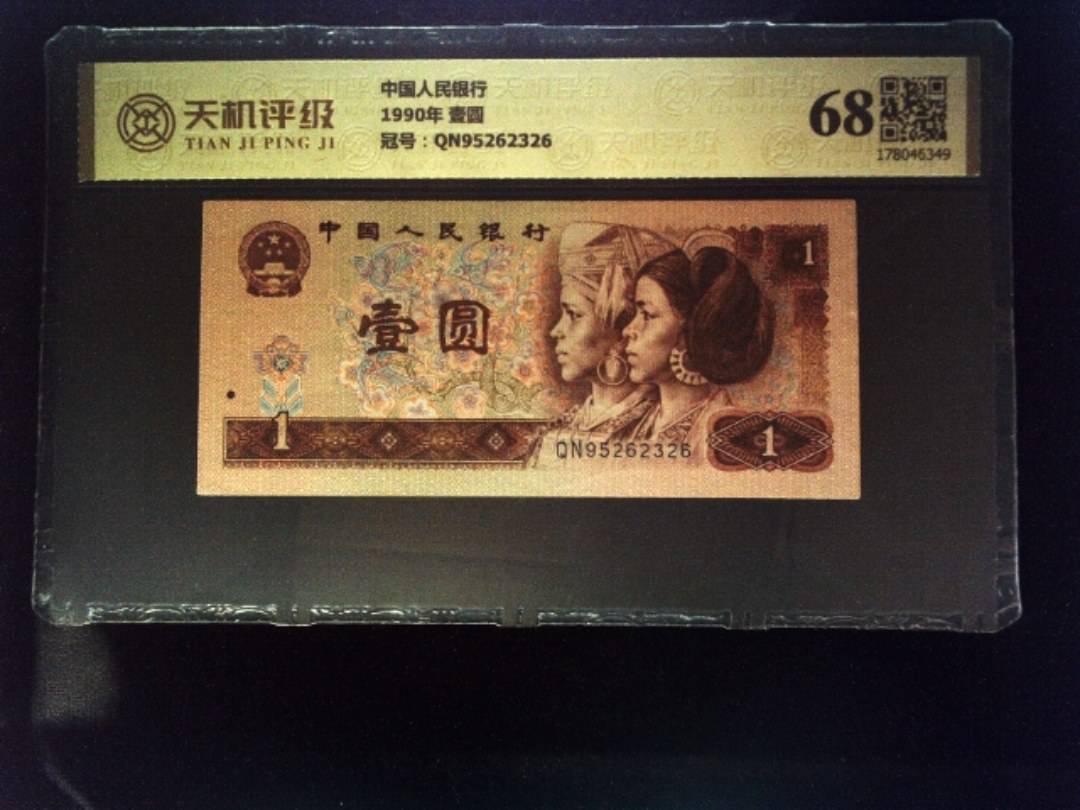 天机评级
TIAN JI PING JI
中国人民银行
1990年 壹圆
冠号：QN95262326
68
178046349
中国人民银行
1
壹圆
1
QN95262326
1